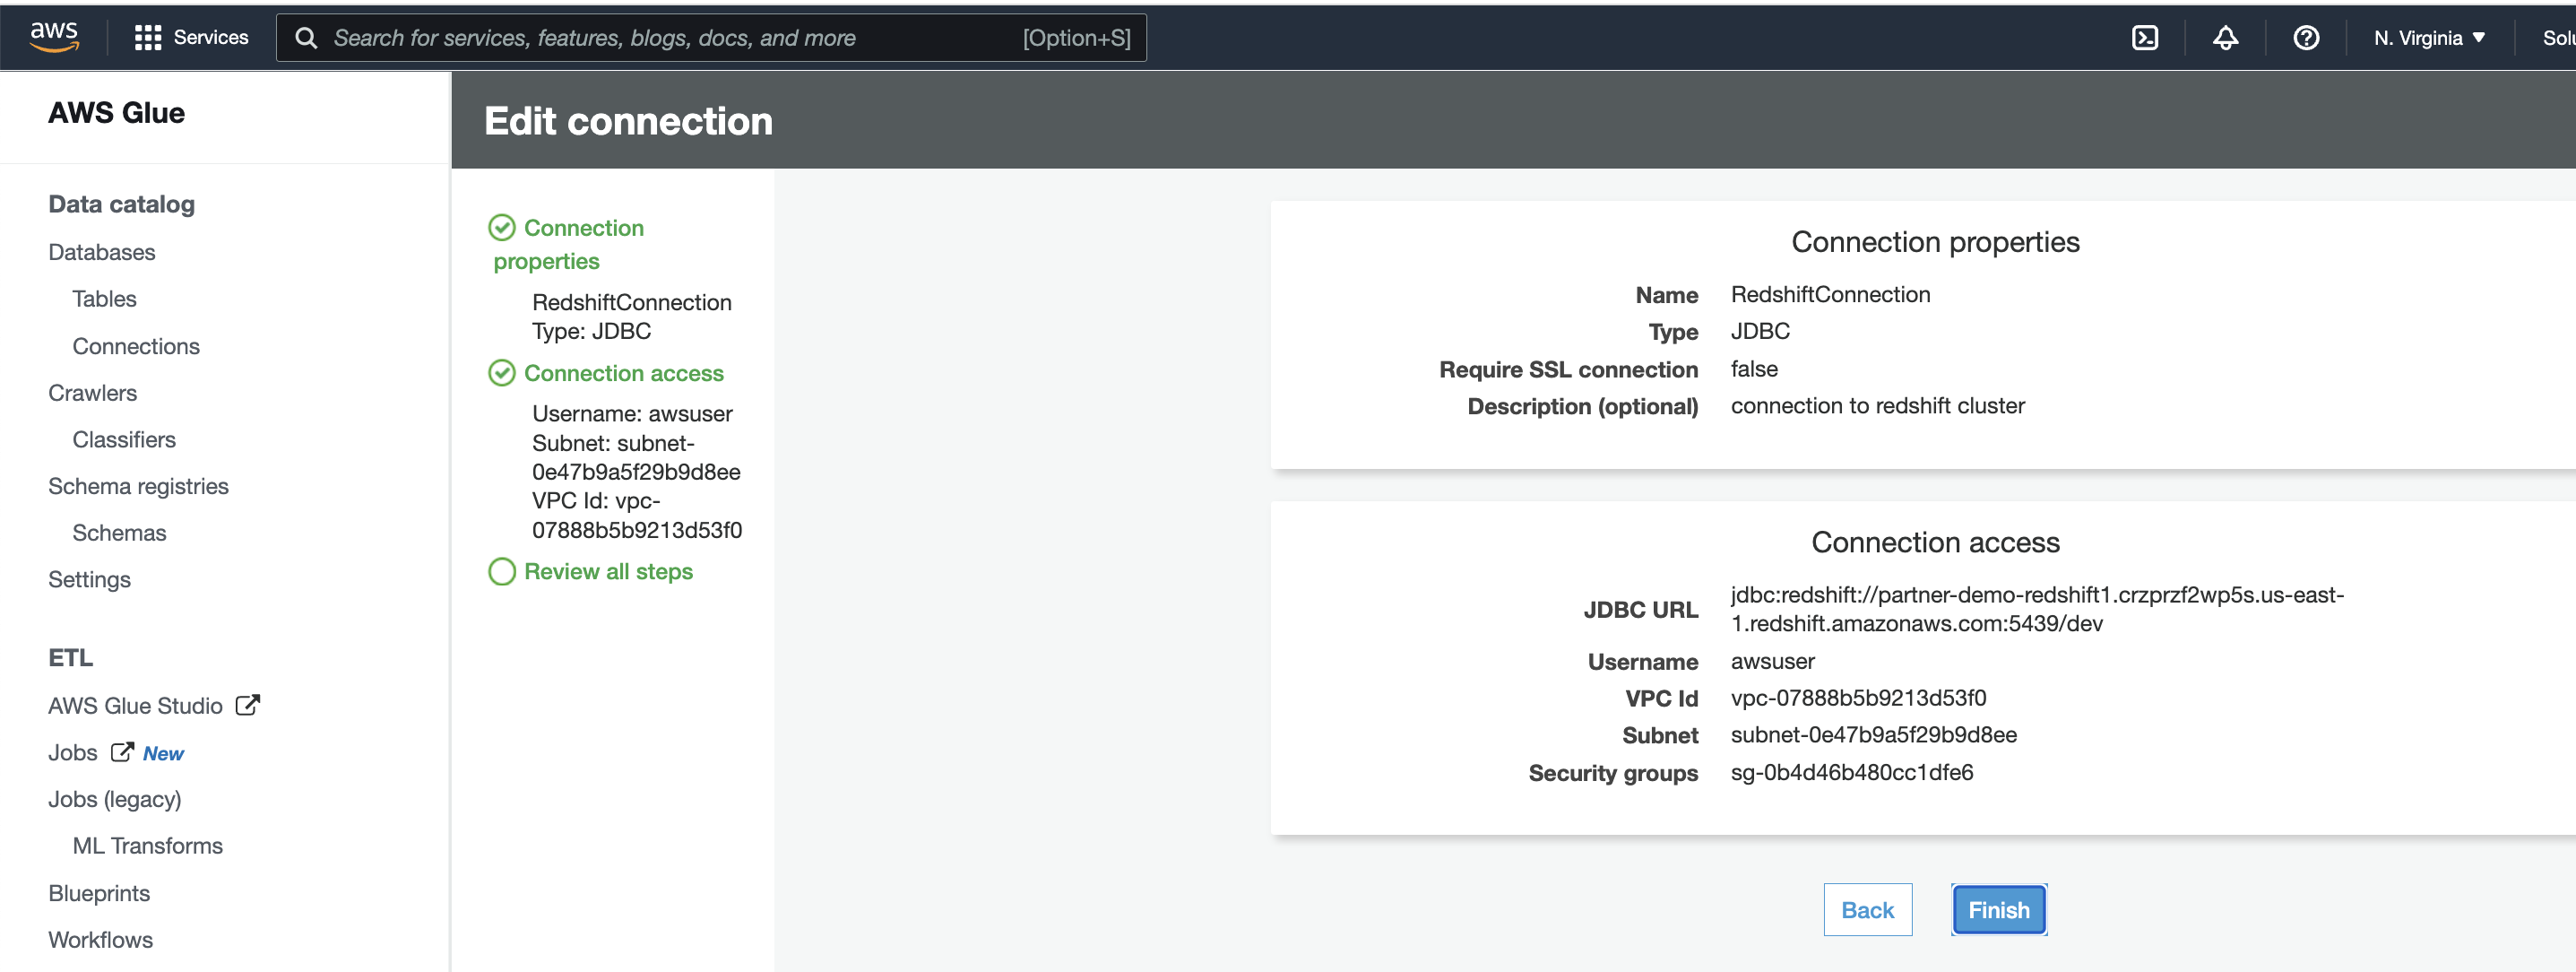 aws
Services
Search for services, features, blogs, docs, and more [Option+S]
N. Virginia
AWS Glue
Data catalog
Databases
Tables
Connections
Crawlers
Classifiers
Schema registries
Schemas
Settings
ETL
AWS Glue Studio
Jobs New
Jobs (legacy)
ML Transforms
Blueprints
Workflows
Edit connection
Connection
properties
RedshiftConnection
Type: JDBC
Connection access
Username: awsuser
Subnet: subnet-
0e47b9a5f29b9d8ee
VPC Id: vpc-
07888b5b9213d53f0
Review all steps
Connection properties
Name RedshiftConnection
Type JDBC
Require SSL connection false
Description (optional) connection to redshift cluster
Connection access
JDBC URL jdbc:redshift://partner-demo-redshift1.crzprzf2wp5s.us-east-
1.redshift.amazonaws.com:5439/dev
Username awsuser
VPC Id vpc-07888b5b9213d53f0
Subnet subnet-0e47b9a5f29b9d8ee
Security groups sg-0b4d46b480cc1dfe6
Back Finish